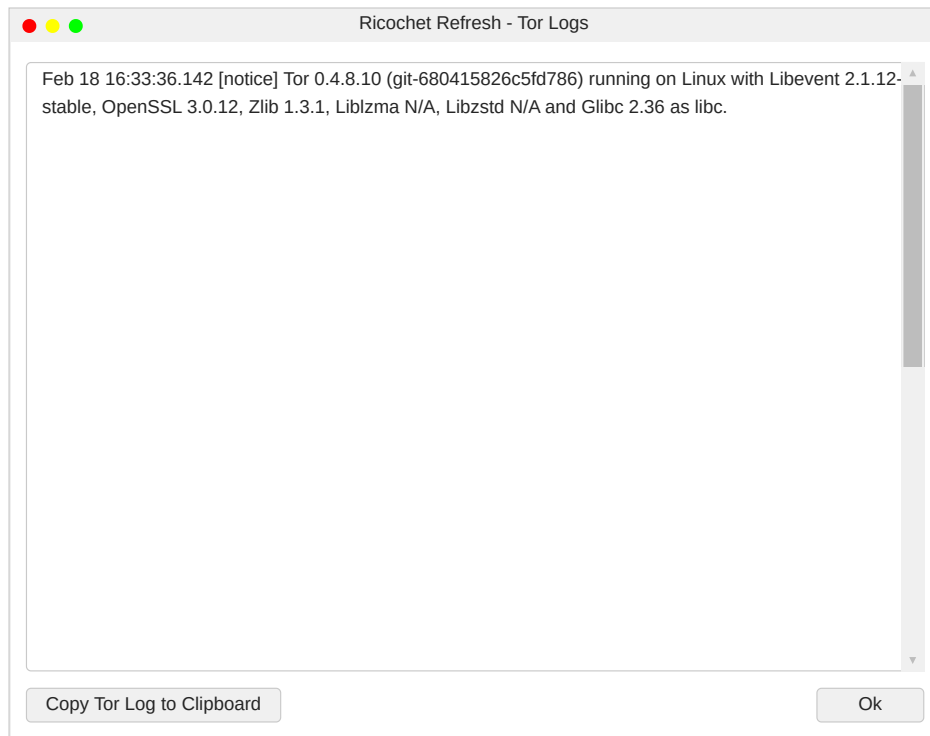 Ricochet Refresh - Tor Logs
Feb 18 16:33:36.142 [notice] Tor 0.4.8.10 (git-680415826c5fd786) running on Linux with Libevent 2.1.12-
stable, OpenSSL 3.0.12, Zlib 1.3.1, Liblzma N/A, Libzstd N/A and Glibc 2.36 as libc.
Copy Tor Log to Clipboard
Ok